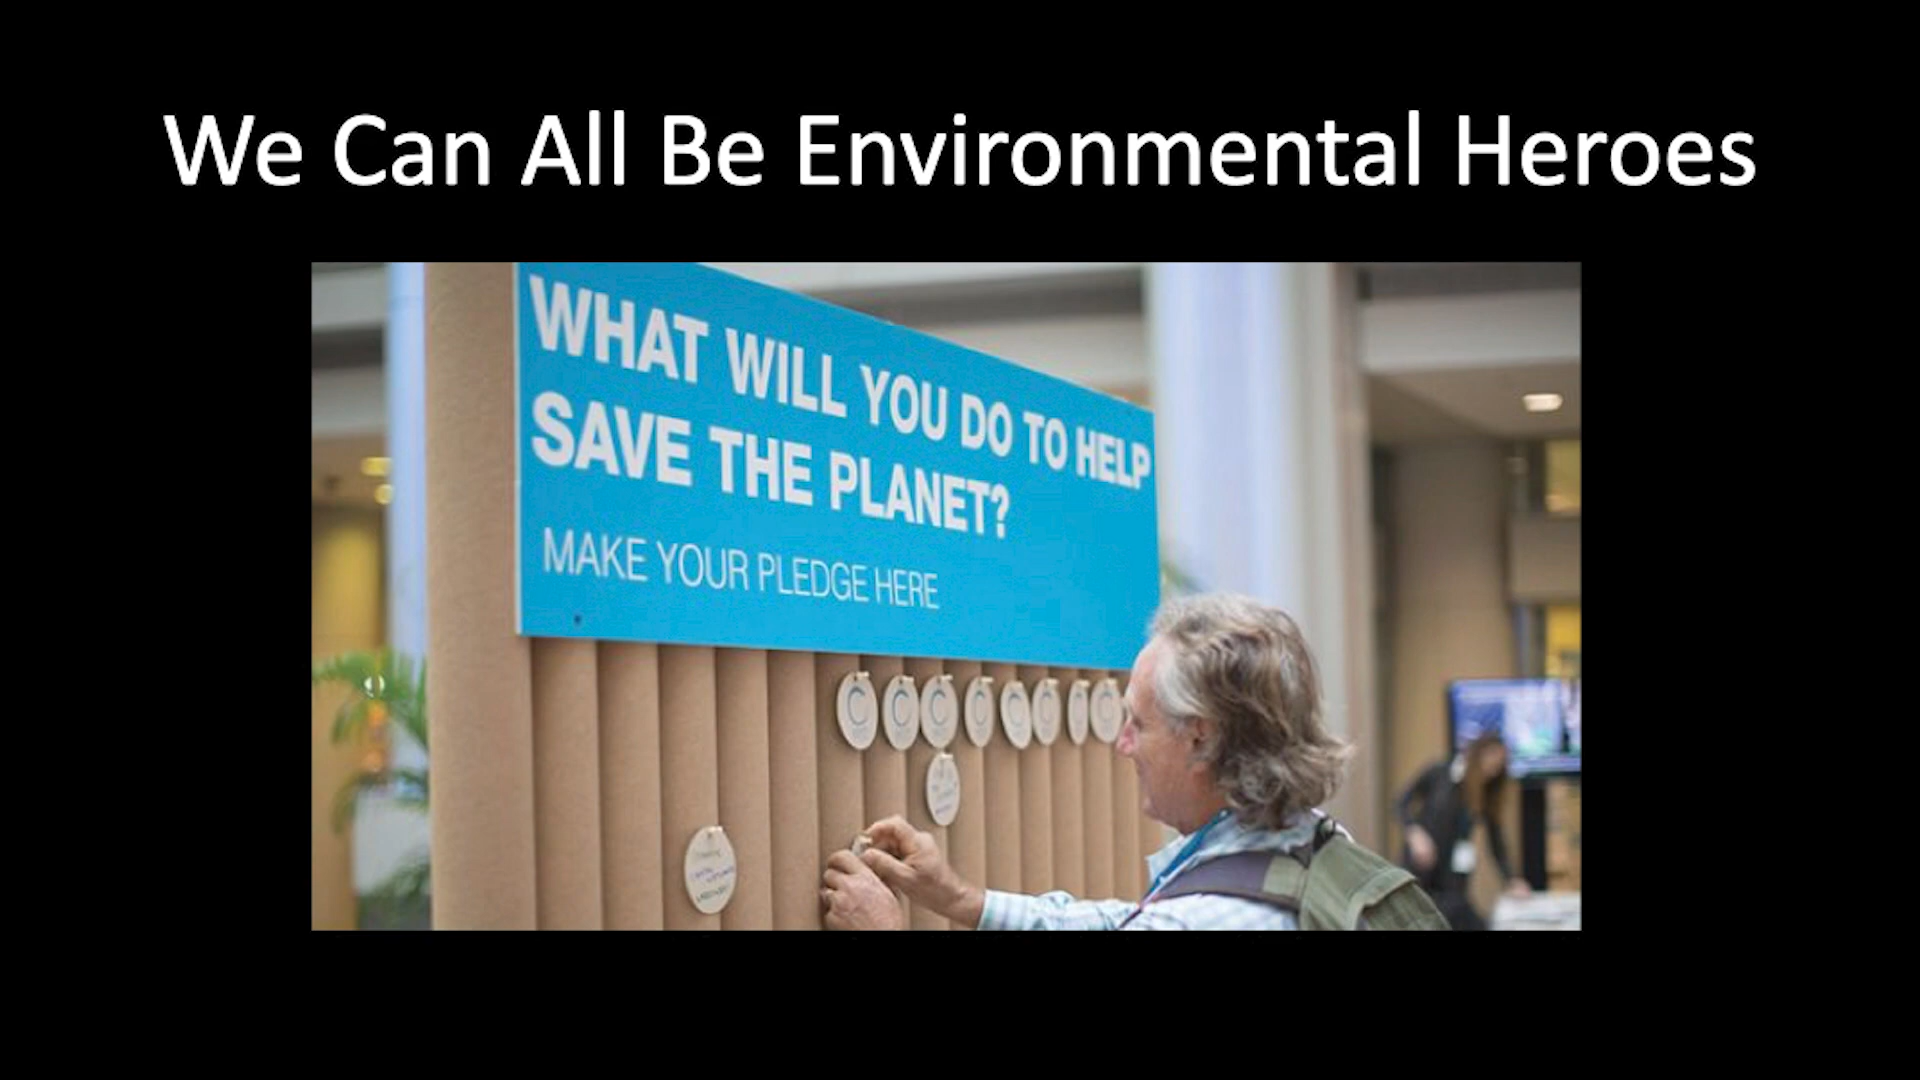 We Can All Be Environmental Heroes
WHAT WILL YOU DO TO HELP
SAVE THE PLANET?
MAKE YOUR PLEDGE HERE